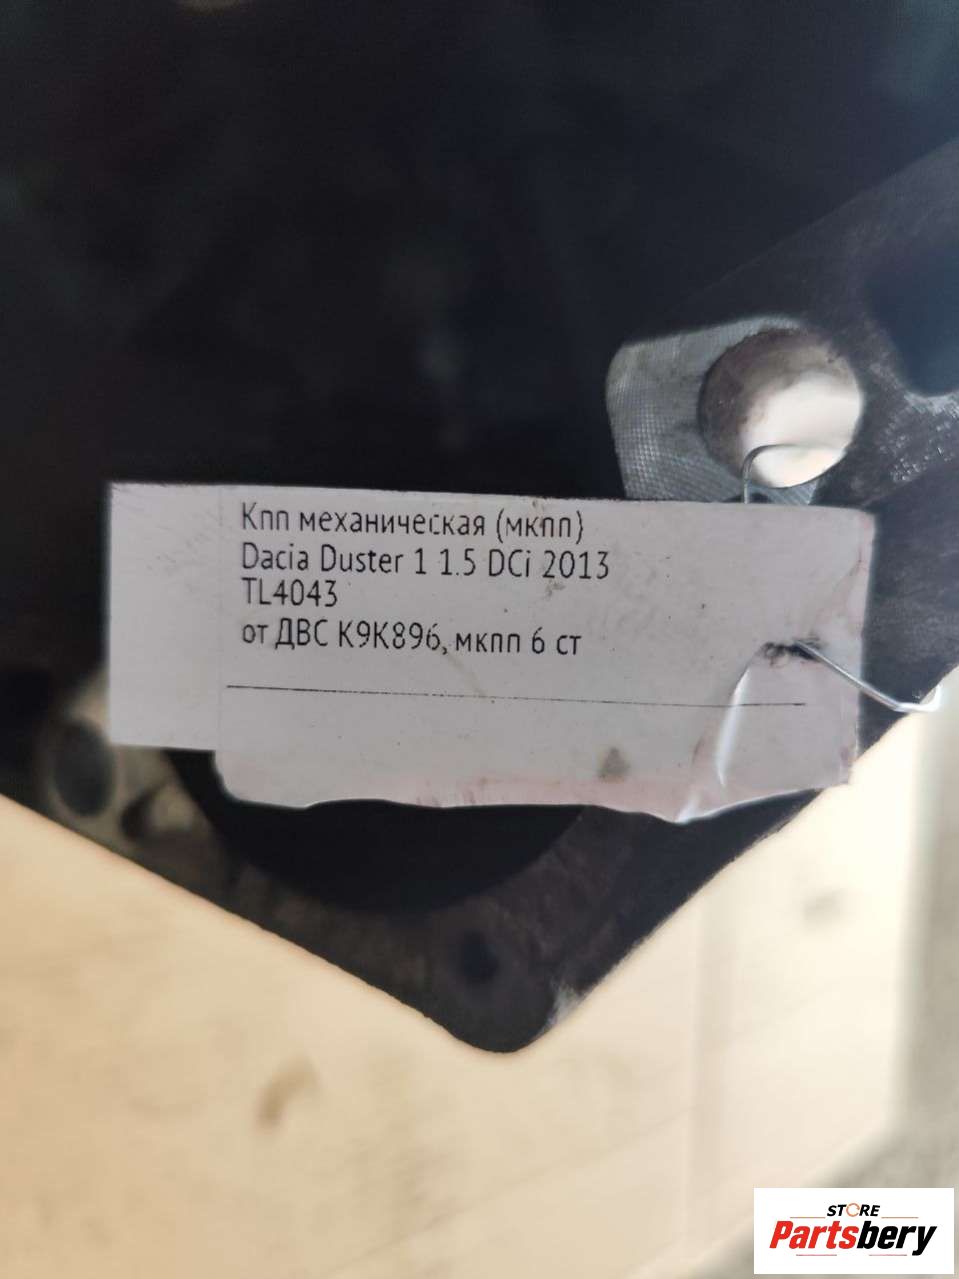 Кпп механическая (мкпп)
Dacia Duster 1 1.5 DCi 2013
TL4043
от ДВС K9K896, мкпп 6 ст
STORE
Partsbery